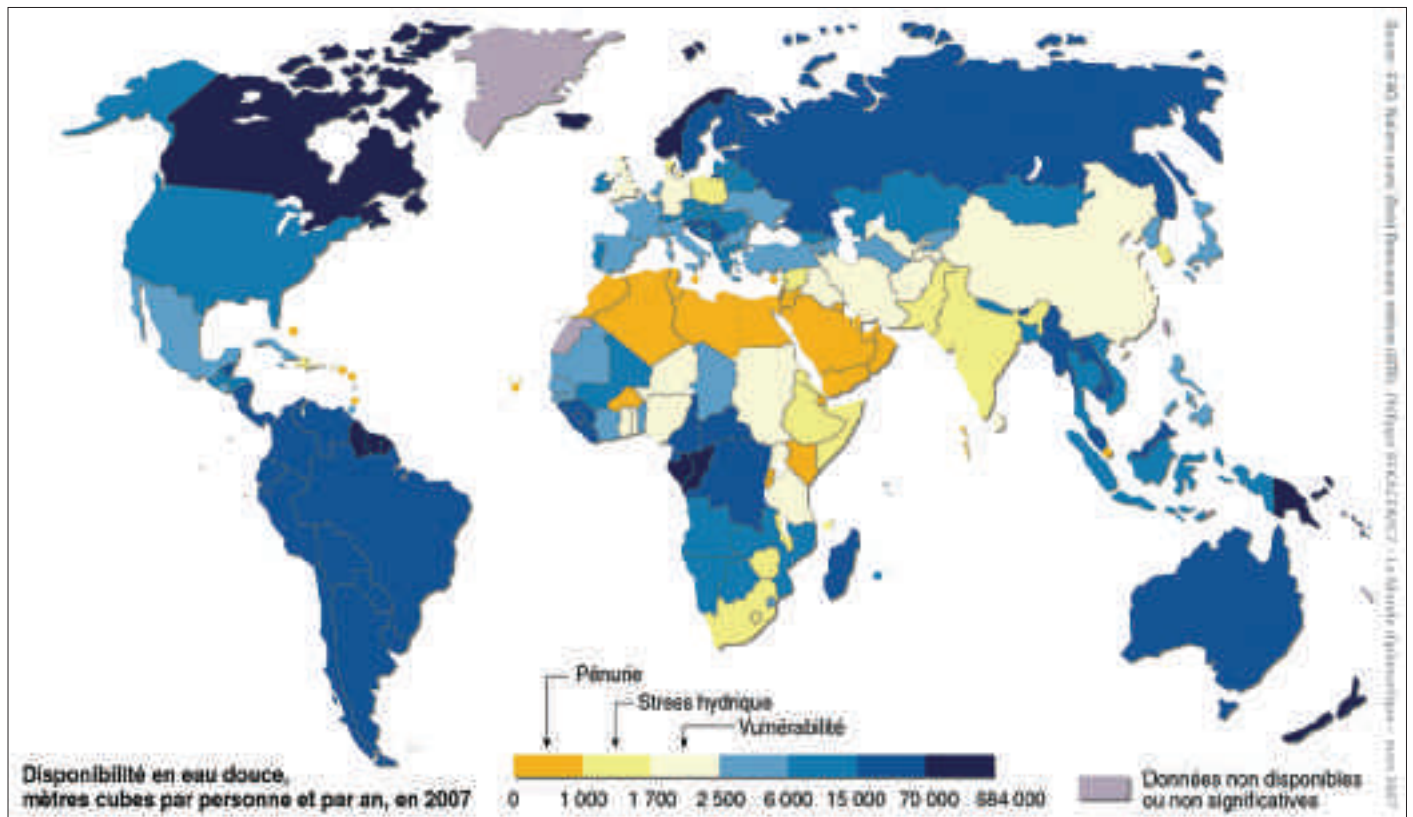 Pénurie
Stress hydrique
Vulnérabilité
Disponibilité en eau douce,
mètres cubes par personne et par an, en 2007
0 1 000 1 700 2 500 6 000 15 000 70 000 684 000
Données non disponibles
ou non significatives